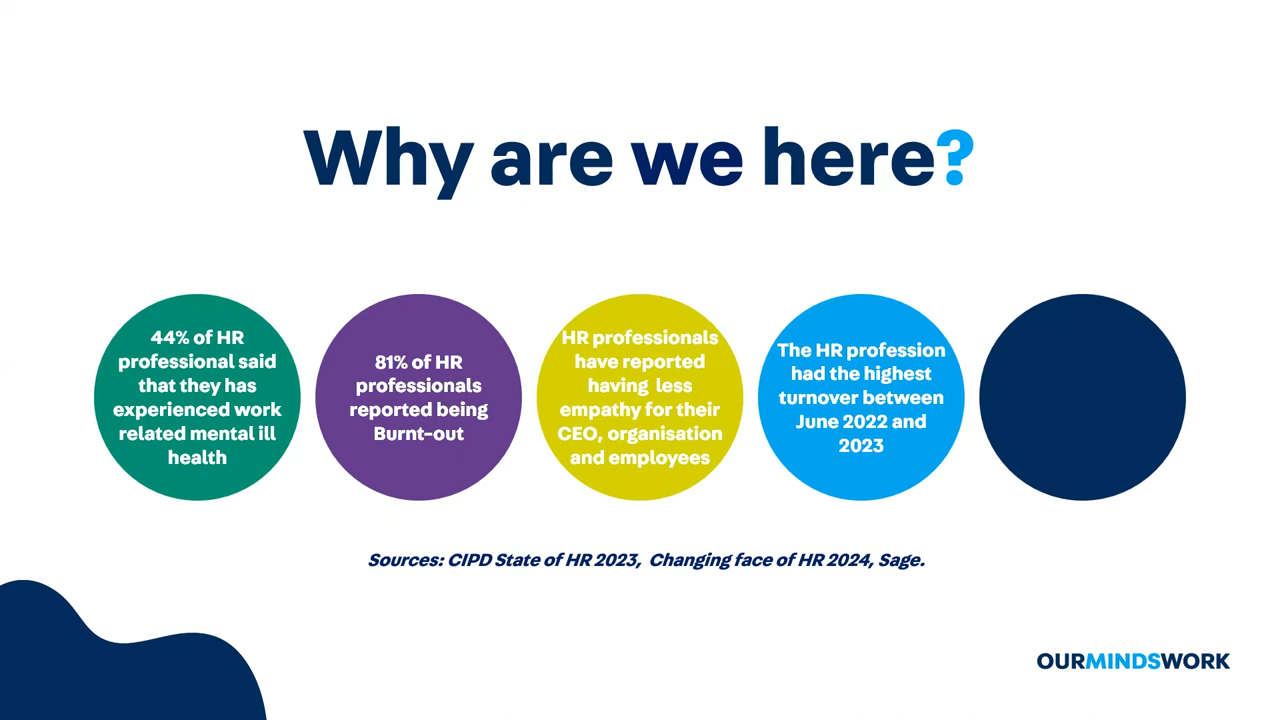 Why are we here?
44% of HR
professional said
that they has
experienced work
related mental ill
health
81% of HR
professionals
reported being
Burnt-out
HR professionals
have reported
having less
empathy for their
CEO, organisation
and employees
The HR profession
had the highest
turnover between
June 2022 and
2023
Sources: CIPD State of HR 2023, Changing face of HR 2024, Sage.
OURMINDSWORK